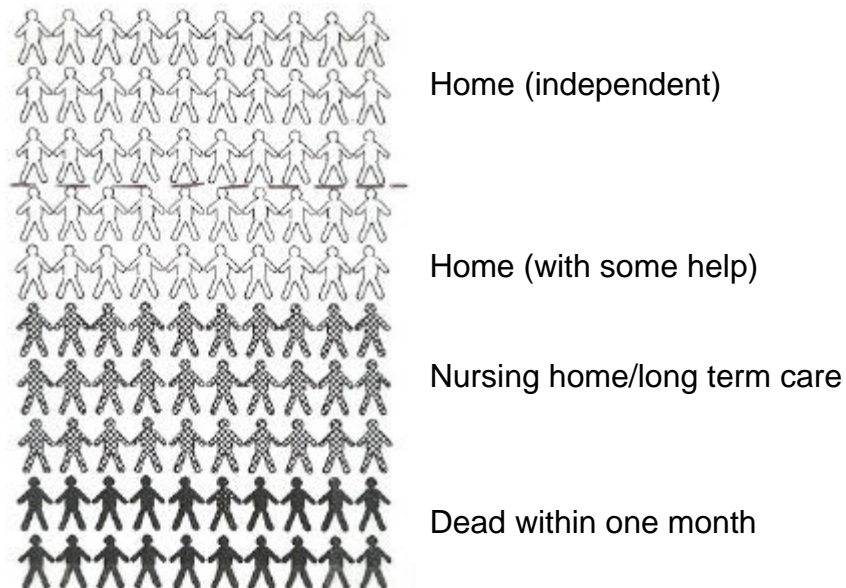 Home (independent)
Home (with some help)
Nursing home/long term care
Dead within one month